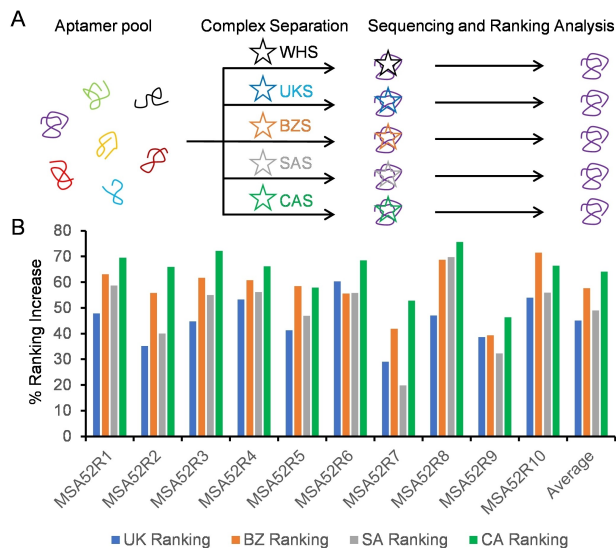 A
Aptamer pool
Complex Separation
Sequencing and Ranking Analysis
WHS
UKS
BZS
SAS
CAS
B
% Ranking Increase
80
70
60
50
40
30
20
10
0
MSA52R1
MSA52R2
MSA52R3
MSA52R4
MSA52R5
MSA52R6
MSA52R7
MSA52R8
MSA52R9
MSA52R10
Average
UK Ranking
BZ Ranking
SA Ranking
CA Ranking